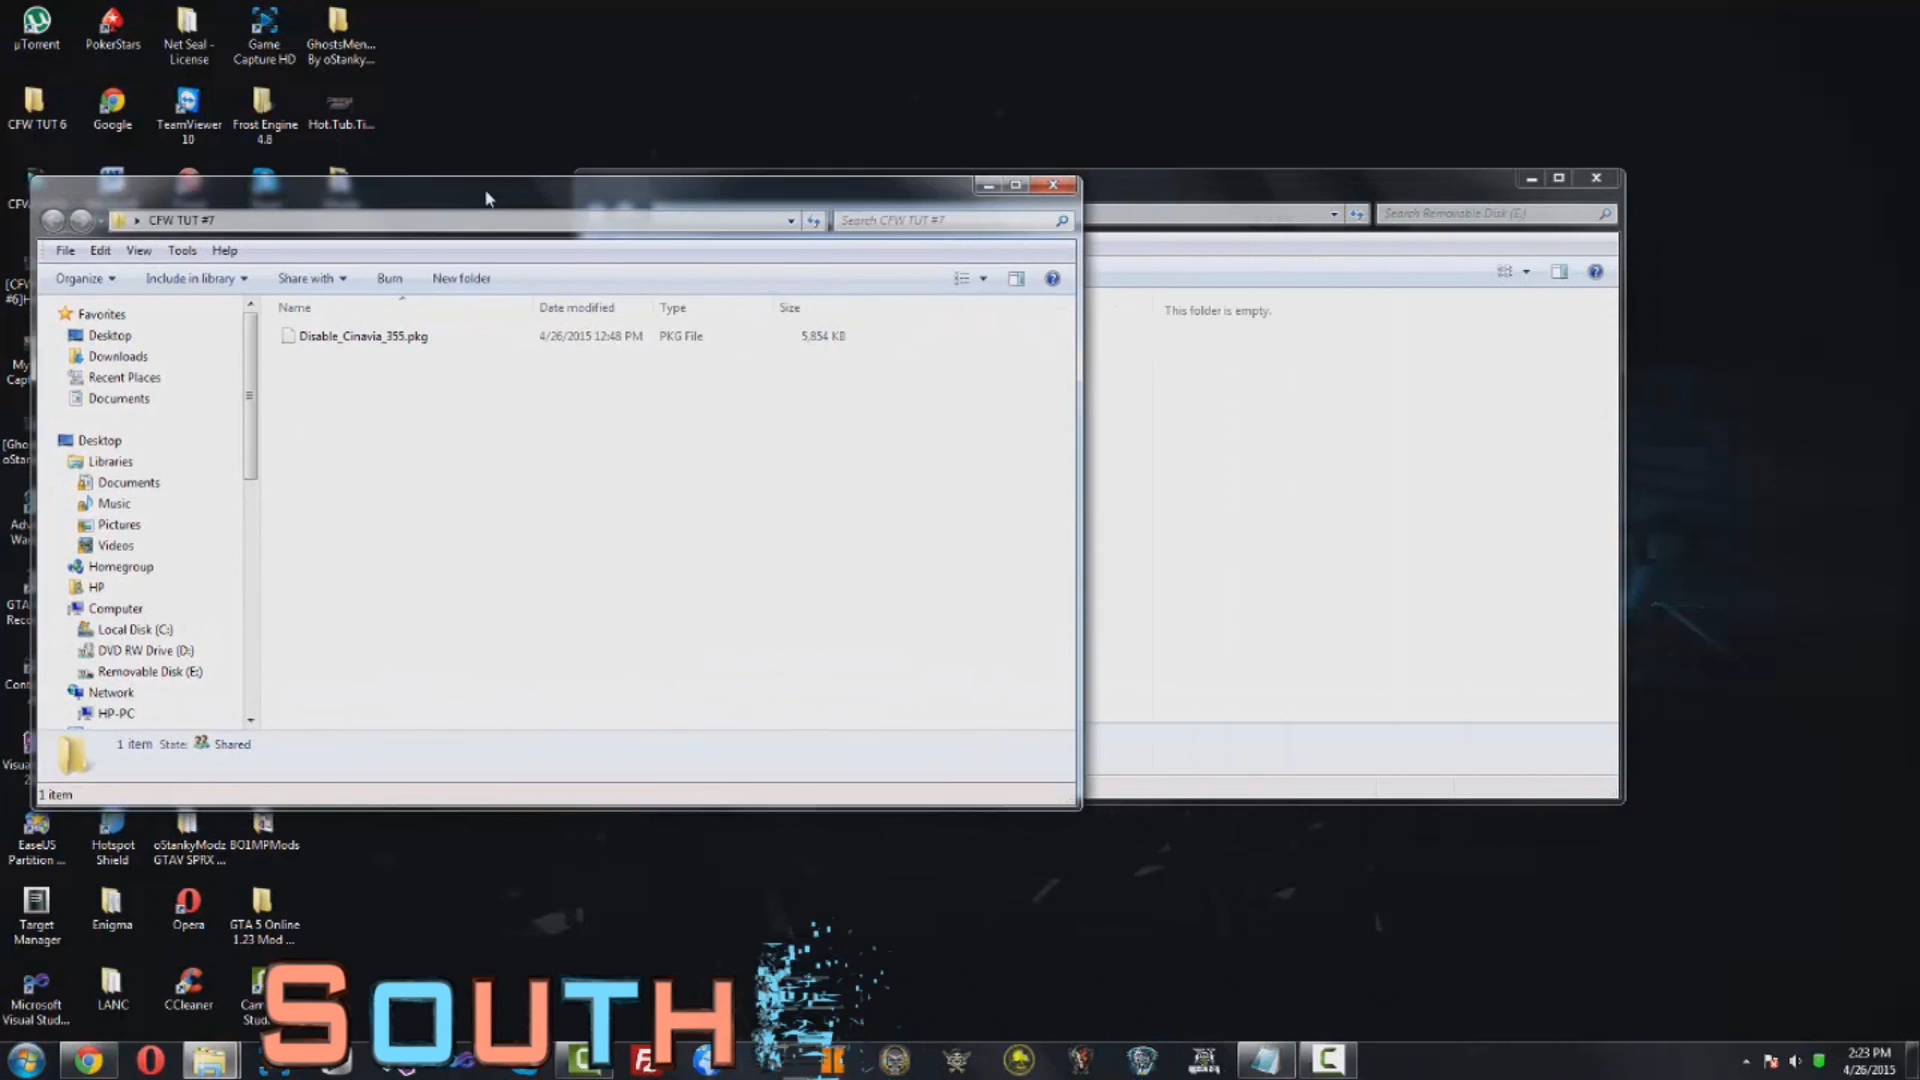 µTorrent
PokerStars
Net Seal -
License
Game
Capture HD
GhostsMen...
By oStanky...
CFW TUT 6
Google
TeamViewer
10
Frost Engine
4.8
Hot.Tub.Ti...
CFW TUT #7
Search CFW TUT #7
Search Removable Disk (E:)
File
Edit
View
Tools
Help
Organize
Include in library
Share with
Burn
New folder
Name
Date modified
Type
Size
Disable_Cinavia_355.pkg
4/26/2015 12:48 PM
PKG File
5,854 KB
This folder is empty.
Favorites
Desktop
Downloads
Recent Places
Documents
Desktop
Libraries
Documents
Music
Pictures
Videos
Homegroup
HP
Computer
Local Disk (C:)
DVD RW Drive (D:)
Removable Disk (E:)
Network
HP-PC
1 item State: Shared
1 item
EaseUS
Partition ...
Hotspot
Shield
oStankyModz
GTAV SPRX ...
BO1MPMods
Target
Manager
Enigma
Opera
GTA 5 Online
1.23 Mod ...
Microsoft
Visual Stud...
LANC
CCleaner
SOUTH
2:23 PM
4/26/2015